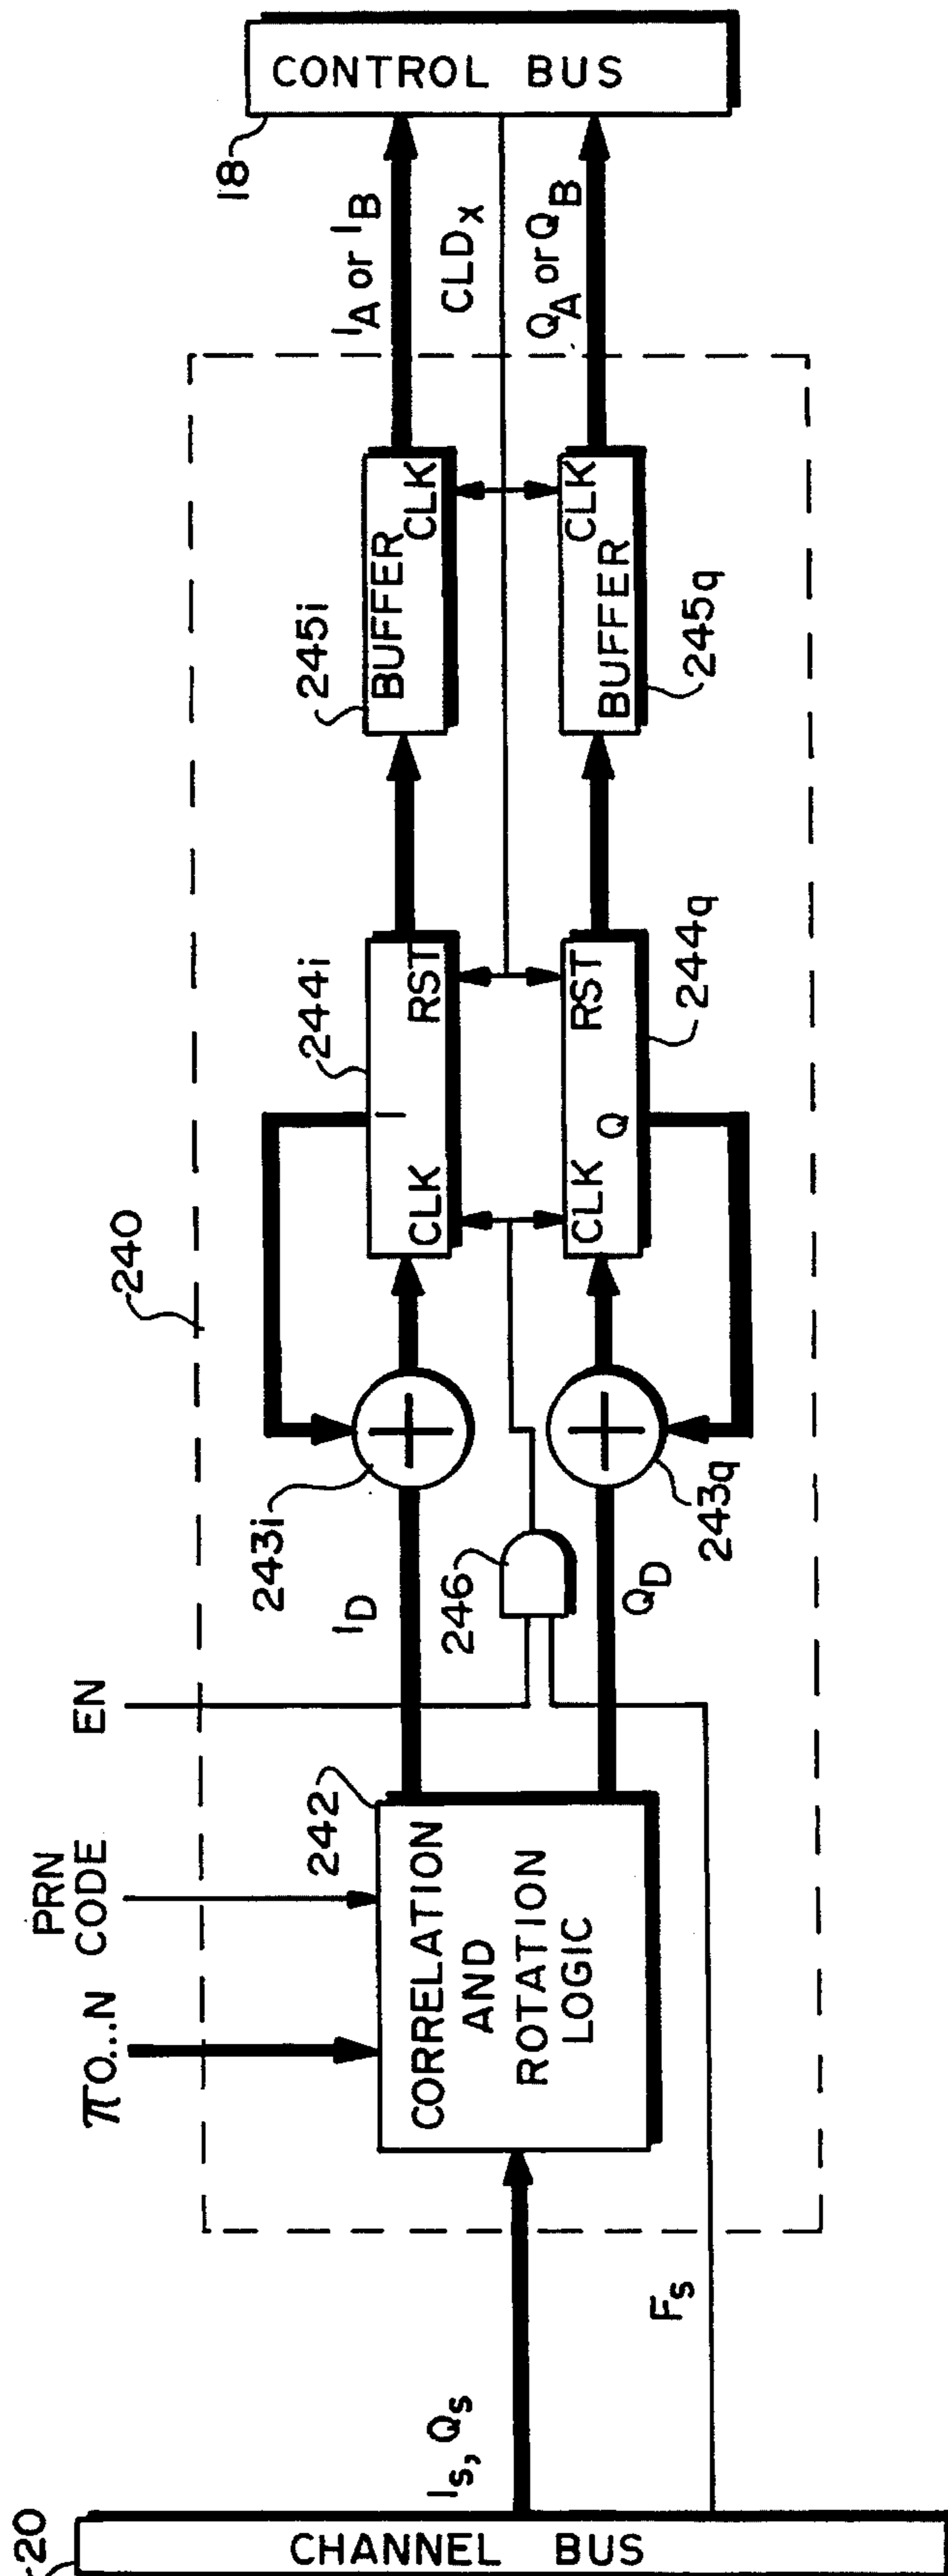 CONTROL BUS
18
I_A or I_B
CLD_X
Q_A or Q_B
BUFFER
CLK
245i
CLK
BUFFER
245q
244i
I
RST
CLK
RST
Q
CLK
244q
240
243i
243q
246
I_D
Q_D
EN
PRN
CODE
πO...N
242
CORRELATION
AND
ROTATION
LOGIC
I_s, Q_s
F_s
20
CHANNEL BUS